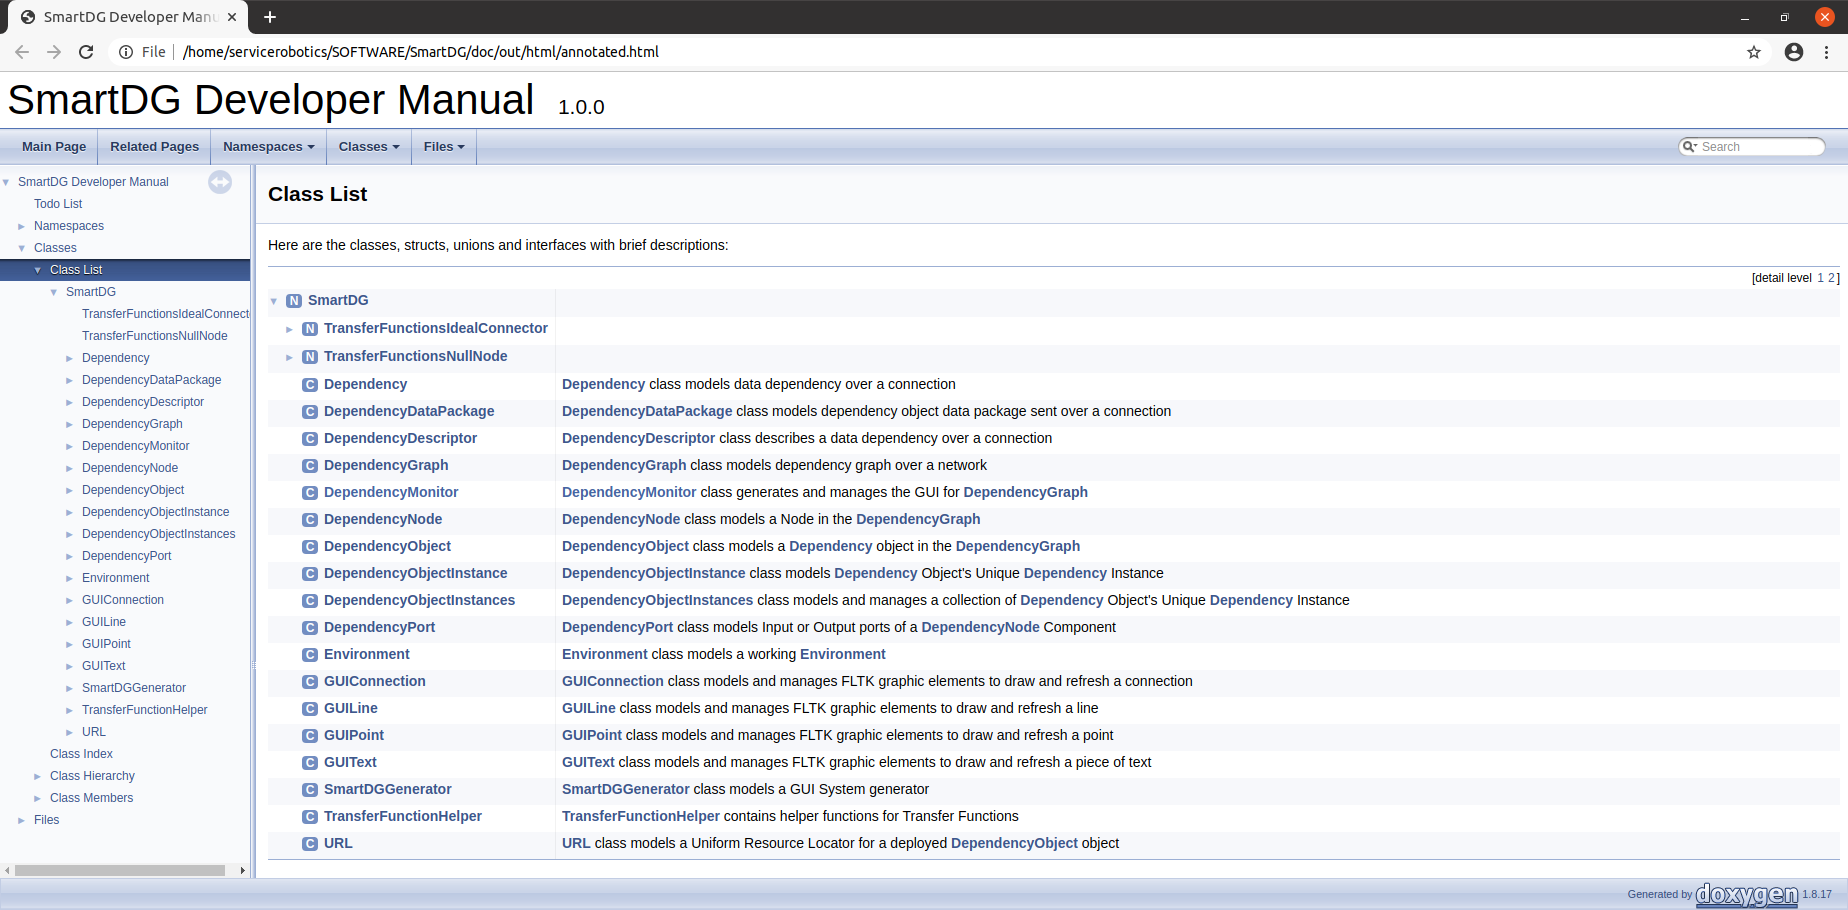 SmartDG Developer Manu
File | /home/servicerobotics/SOFTWARE/SmartDG/doc/out/html/annotated.html
SmartDG Developer Manual 1.0.0
Main Page Related Pages Namespaces Classes Files Search
SmartDG Developer Manual
Todo List
Namespaces
Classes
Class List
SmartDG
TransferFunctionsIdealConnect
TransferFunctionsNullNode
Dependency
DependencyDataPackage
DependencyDescriptor
DependencyGraph
DependencyMonitor
DependencyNode
DependencyObject
DependencyObjectInstance
DependencyObjectInstances
DependencyPort
Environment
GUIConnection
GUILine
GUIPoint
GUIText
SmartDGGenerator
TransferFunctionHelper
URL
Class Index
Class Hierarchy
Class Members
Files
Class List
Here are the classes, structs, unions and interfaces with brief descriptions:
[detail level 1 2]
N SmartDG
N TransferFunctionsIdealConnector
N TransferFunctionsNullNode
C Dependency Dependency class models data dependency over a connection
C DependencyDataPackage DependencyDataPackage class models dependency object data package sent over a connection
C DependencyDescriptor DependencyDescriptor class describes a data dependency over a connection
C DependencyGraph DependencyGraph class models dependency graph over a network
C DependencyMonitor DependencyMonitor class generates and manages the GUI for DependencyGraph
C DependencyNode DependencyNode class models a Node in the DependencyGraph
C DependencyObject DependencyObject class models a Dependency object in the DependencyGraph
C DependencyObjectInstance DependencyObjectInstance class models Dependency Object's Unique Dependency Instance
C DependencyObjectInstances DependencyObjectInstances class models and manages a collection of Dependency Object's Unique Dependency Instance
C DependencyPort DependencyPort class models Input or Output ports of a DependencyNode Component
C Environment Environment class models a working Environment
C GUIConnection GUIConnection class models and manages FLTK graphic elements to draw and refresh a connection
C GUILine GUILine class models and manages FLTK graphic elements to draw and refresh a line
C GUIPoint GUIPoint class models and manages FLTK graphic elements to draw and refresh a point
C GUIText GUIText class models and manages FLTK graphic elements to draw and refresh a piece of text
C SmartDGGenerator SmartDGGenerator class models a GUI System generator
C TransferFunctionHelper TransferFunctionHelper contains helper functions for Transfer Functions
C URL URL class models a Uniform Resource Locator for a deployed DependencyObject object
Generated by doxygen 1.8.17